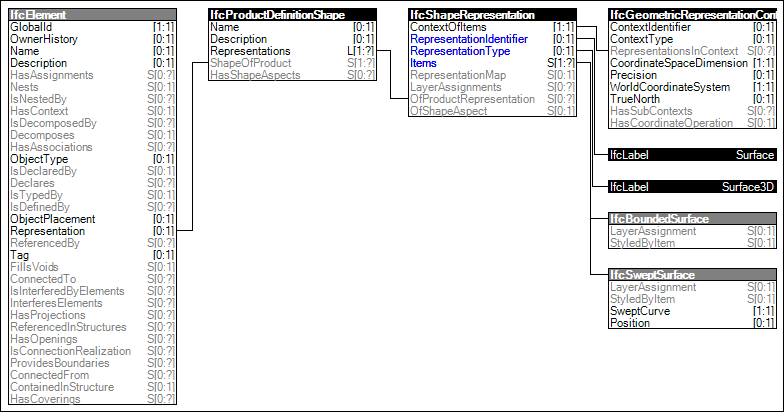 IfcElement
GlobalId [1:1]
OwnerHistory [0:1]
Name [0:1]
Description [0:1]
HasAssignments S[0:?]
Nests S[0:1]
IsNestedBy S[0:?]
HasContext S[0:1]
IsDecomposedBy S[0:?]
Decomposes S[0:1]
HasAssociations S[0:?]
ObjectType [0:1]
IsDeclaredBy S[0:1]
Declares S[0:?]
IsTypedBy S[0:1]
IsDefinedBy S[0:?]
ObjectPlacement [0:1]
Representation [0:1]
ReferencedBy S[0:?]
Tag [0:1]
FillsVoids S[0:1]
ConnectedTo S[0:?]
IsInterferedByElements S[0:?]
InterferesElements S[0:?]
HasProjections S[0:?]
ReferencedInStructures S[0:?]
HasOpenings S[0:?]
IsConnectionRealization S[0:?]
ProvidesBoundaries S[0:?]
ConnectedFrom S[0:?]
ContainedInStructure S[0:1]
HasCoverings S[0:?]
IfcProductDefinitionShape
Name [0:1]
Description [0:1]
Representations L[1:?]
ShapeOfProduct S[1:?]
HasShapeAspects S[0:?]
IfcShapeRepresentation
ContextOfItems [1:1]
RepresentationIdentifier [0:1]
RepresentationType [0:1]
Items S[1:?]
RepresentationMap S[0:1]
LayerAssignments S[0:?]
OfProductRepresentation S[0:?]
OfShapeAspect S[0:1]
IfcGeometricRepresentationCon
ContextIdentifier [0:1]
ContextType [0:1]
RepresentationsInContext S[0:?]
CoordinateSpaceDimension [1:1]
Precision [0:1]
WorldCoordinateSystem [1:1]
TrueNorth [0:1]
HasSubContexts S[0:?]
HasCoordinateOperation S[0:1]
IfcLabel Surface
IfcLabel Surface3D
IfcBoundedSurface
LayerAssignment S[0:1]
StyledByItem S[0:1]
IfcSweptSurface
LayerAssignment S[0:1]
StyledByItem S[0:1]
SweptCurve [1:1]
Position [0:1]